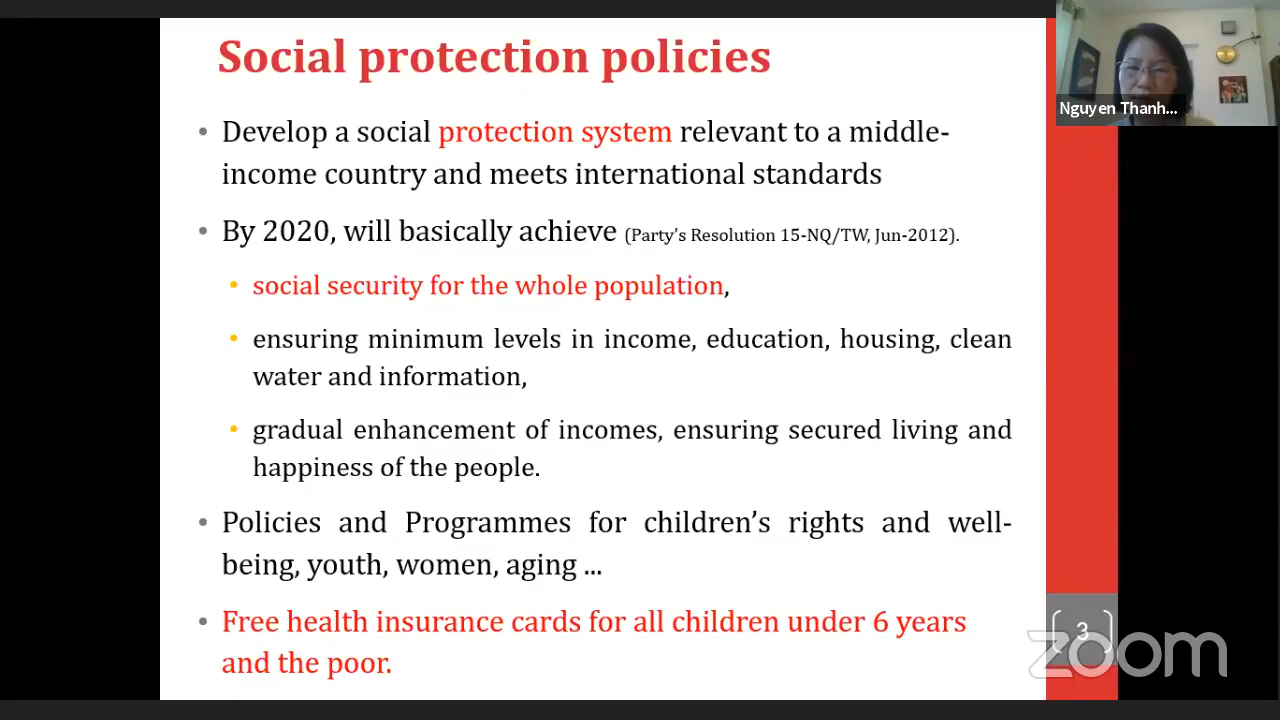 Social protection policies
Nguyen Thanh...
• Develop a social protection system relevant to a middle-
income country and meets international standards
• By 2020, will basically achieve (Party’s Resolution 15-NQ/TW, Jun-2012).
• social security for the whole population,
• ensuring minimum levels in income, education, housing, clean
water and information,
• gradual enhancement of incomes, ensuring secured living and
happiness of the people.
• Policies and Programmes for children’s rights and well-
being, youth, women, aging ...
• Free health insurance cards for all children under 6 years
and the poor.
3
zoom